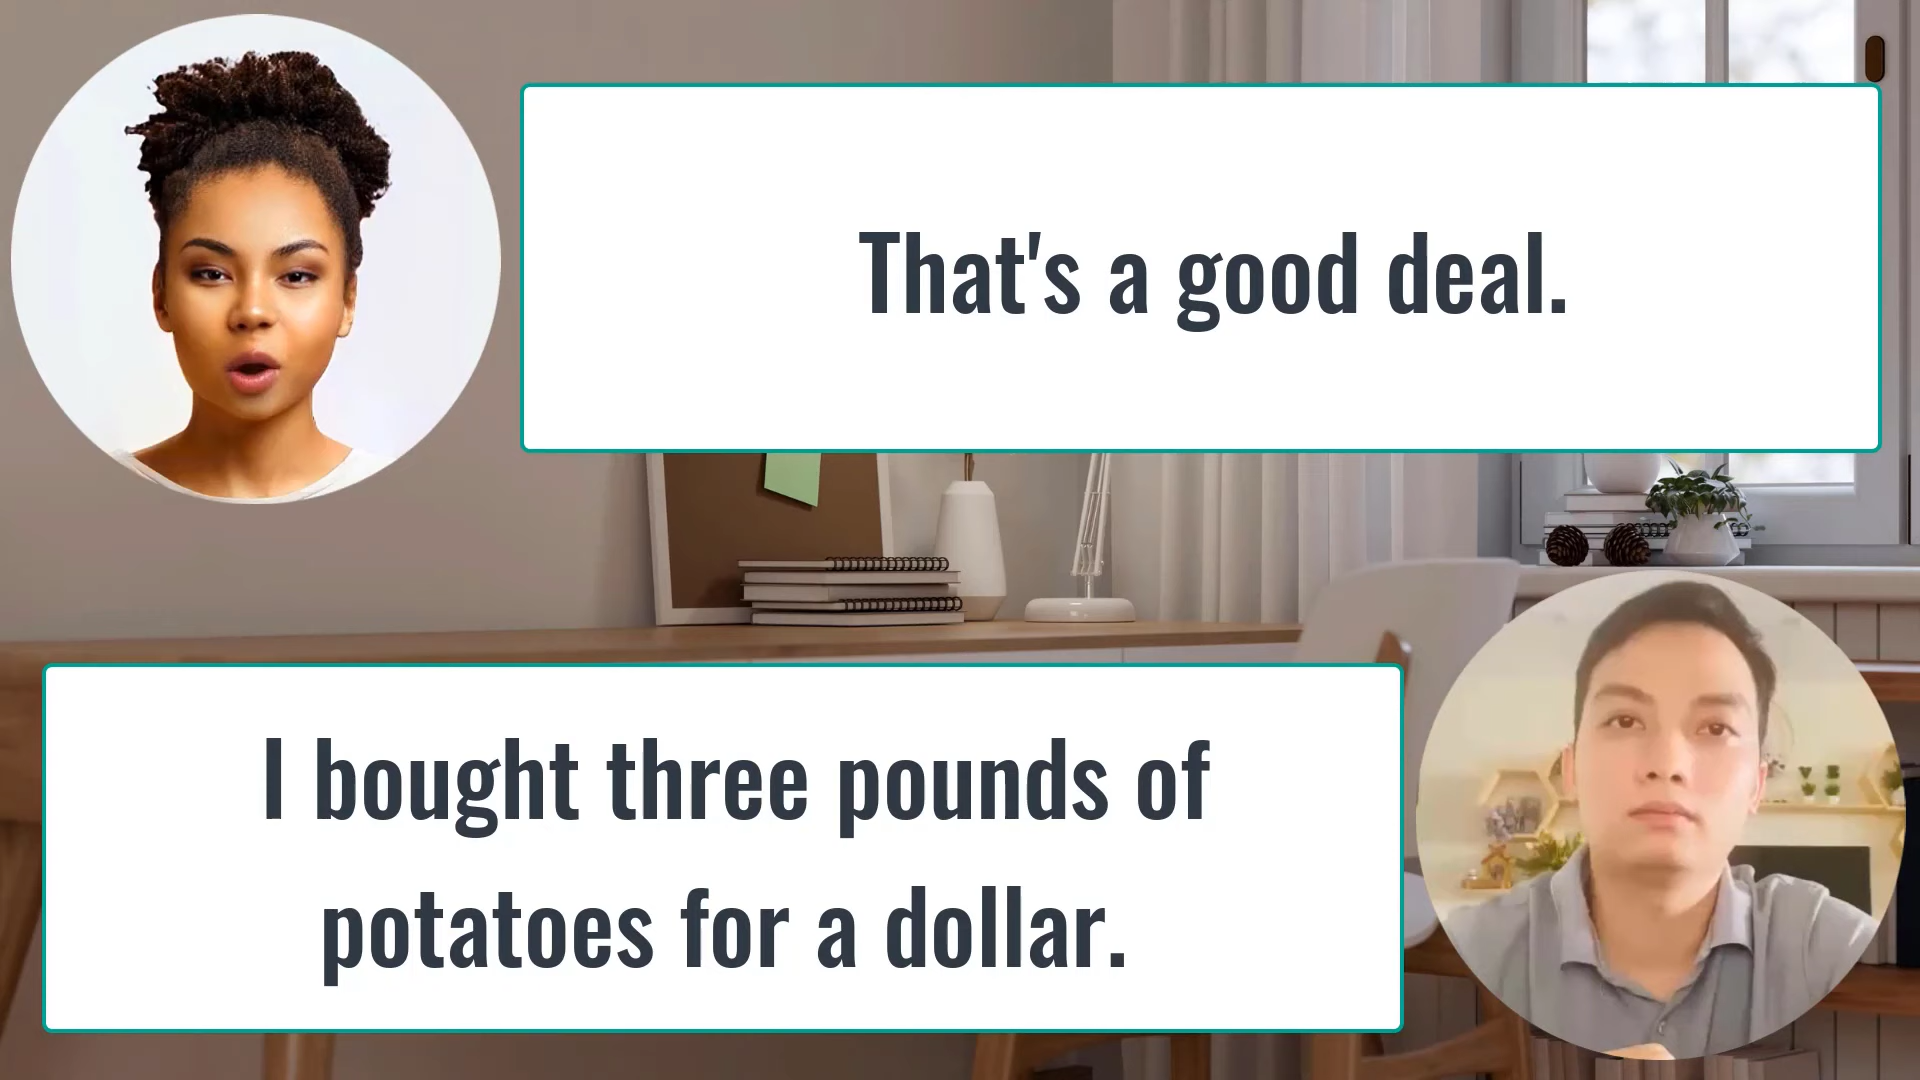 That's a good deal.
I bought three pounds of
potatoes for a dollar.